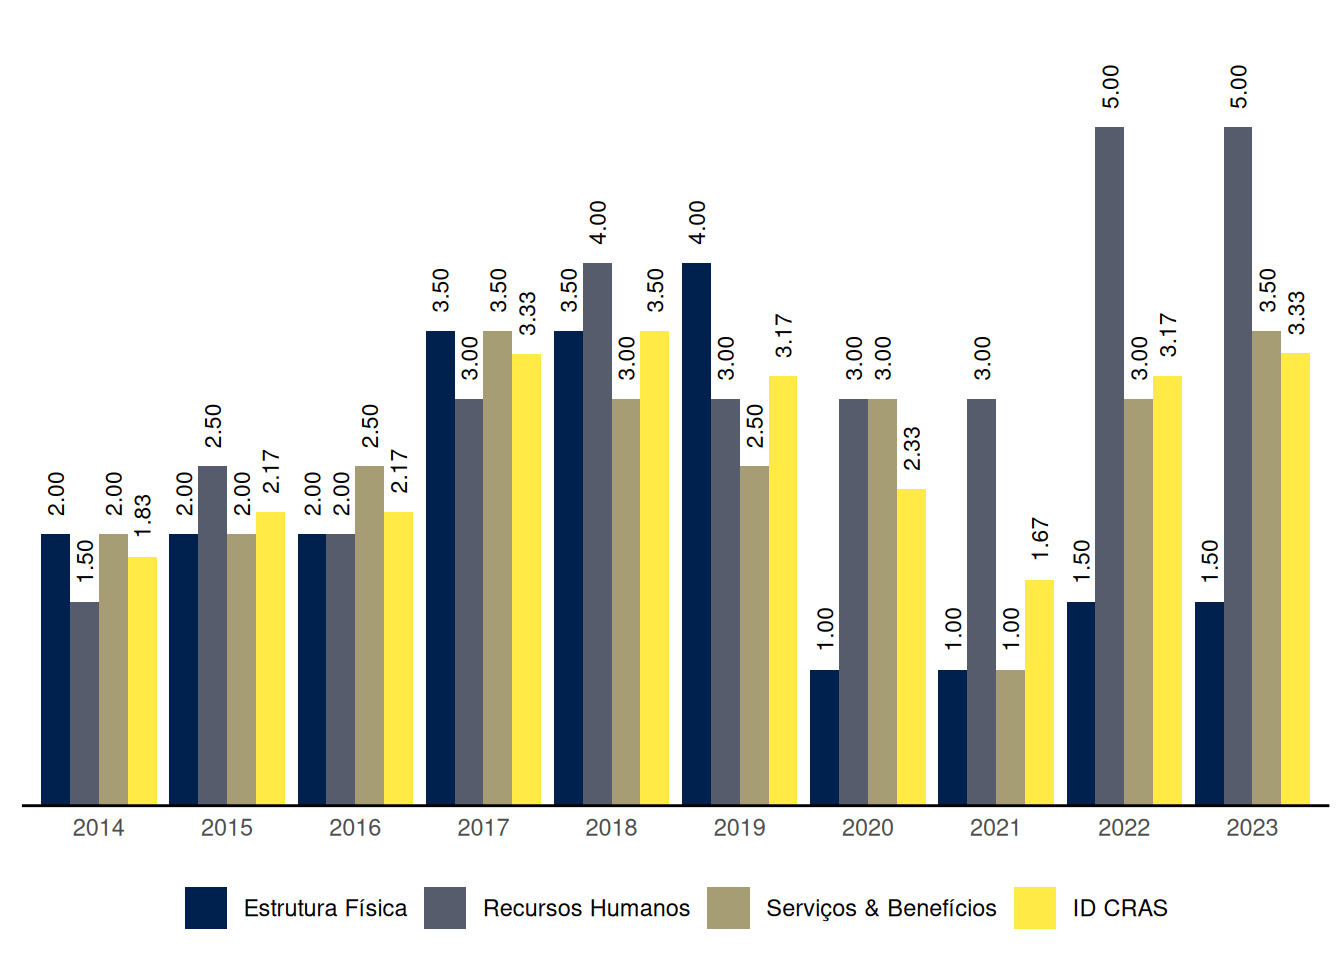 2.00 1.50 2.00 1.83 2.00 2.50 2.00 2.17 2.00 2.00 2.50 2.17 3.50 3.00 3.50 3.33 3.50 4.00 3.00 3.50 4.00 3.00 2.50 3.17 1.00 3.00 3.00 2.33 1.00 3.00 1.00 1.67 1.50 5.00 3.00 3.17 1.50 5.00 3.50 3.33
2014 2015 2016 2017 2018 2019 2020 2021 2022 2023
Estrutura Física Recursos Humanos Serviços & Benefícios ID CRAS